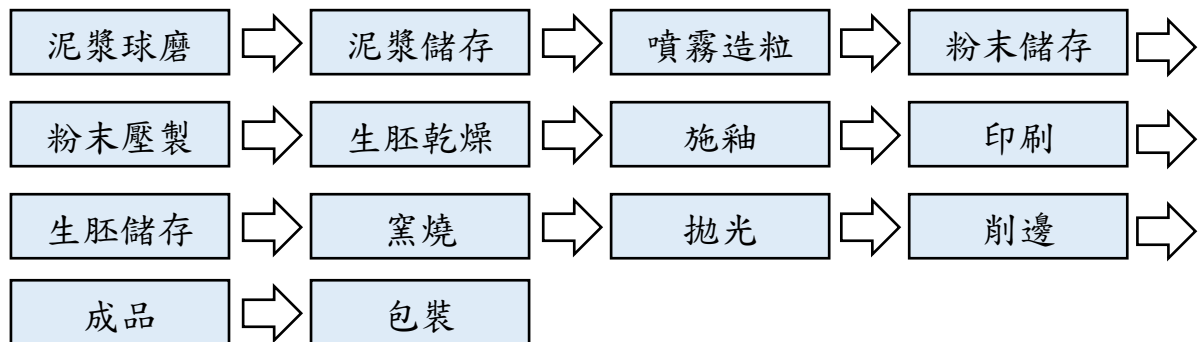 泥漿球磨 泥漿儲存 噴霧造粒 粉末儲存
粉末壓製 生胚乾燥 施釉 印刷
生胚儲存 窯燒 拋光 削邊
成品 包裝